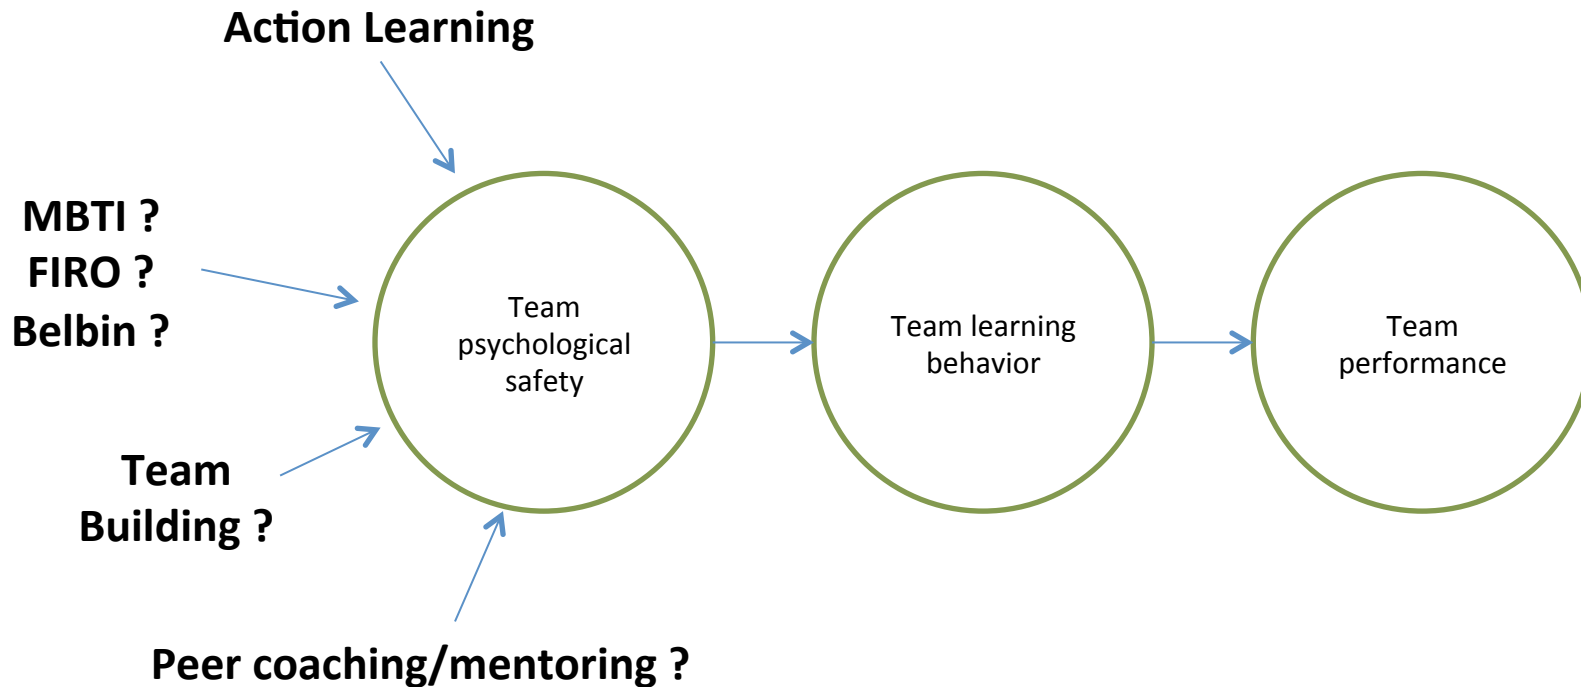 Action Learning
MBTI ?
FIRO ?
Belbin ?
Team
psychological
safety
Team learning
behavior
Team
performance
Team
Building ?
Peer coaching/mentoring ?